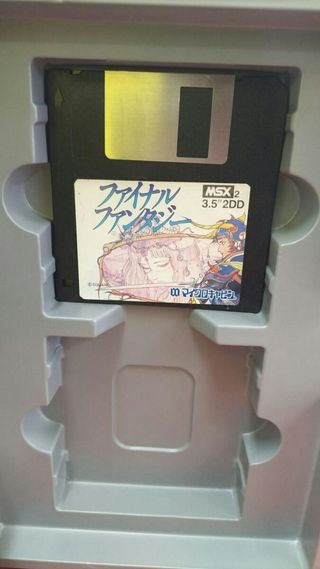 ファイナル
ファンタジー
MSX2
3.5"2DD
© SQUARE
マイクロキャビン